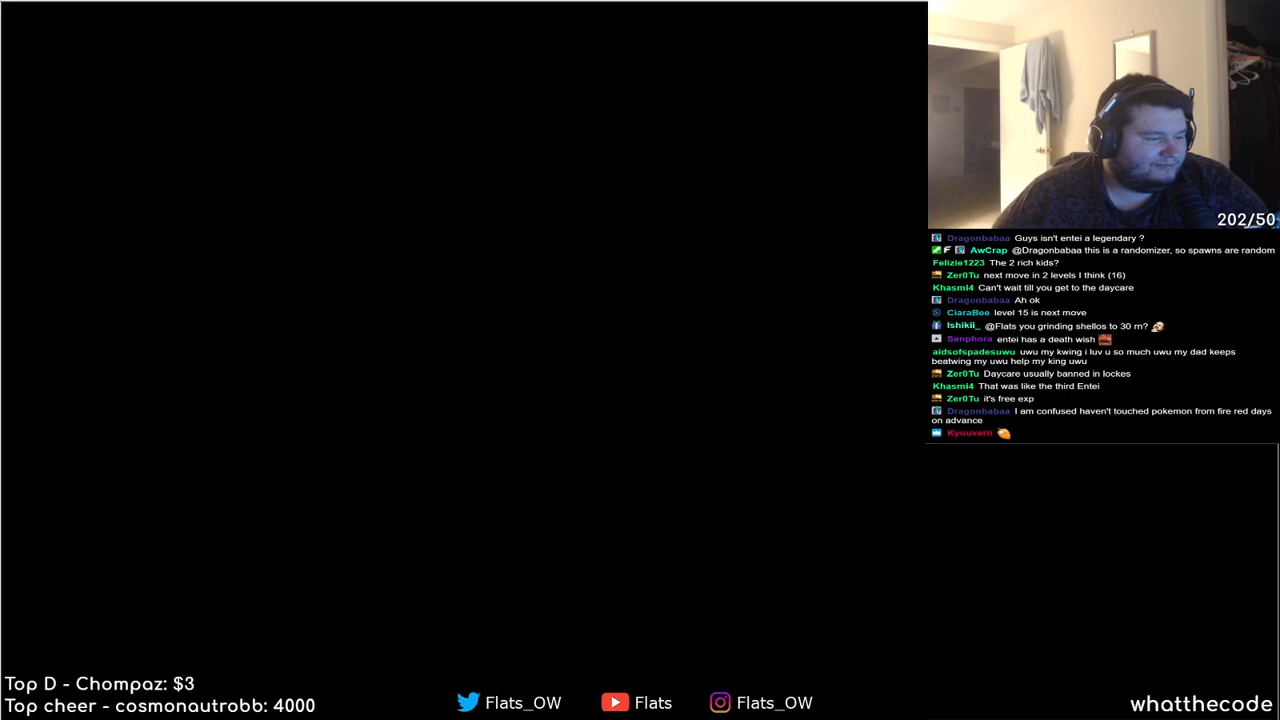 202/50
Dragonbabaa Guys isn't entei a legendary ?
AwCrap @Dragonbabaa this is a randomizer, so spawns are random
Felizie1223 The 2 rich kids?
Zer0Tu next move in 2 levels I think (16)
Khasmi4 Can't wait till you get to the daycare
Dragonbabaa Ah ok
CiaraBee level 15 is next move
Ishikii_ @Flats you grinding shellos to 30 rn?
Senphora entei has a death wish
aidsofspadesuwu uwu my kwing i luv u so much uwu my dad keeps
beatwing my uwu help my king uwu
Zer0Tu Daycare usually banned in lockes
Khasmi4 That was like the third Entei
Zer0Tu it's free exp
Dragonbabaa I am confused haven't touched pokemon from fire red days
on advance
Kyuuvern
Top D - Chompaz: $3
Top cheer - cosmonautrobb: 4000
Flats_OW
Flats
Flats_OW
whatthecode